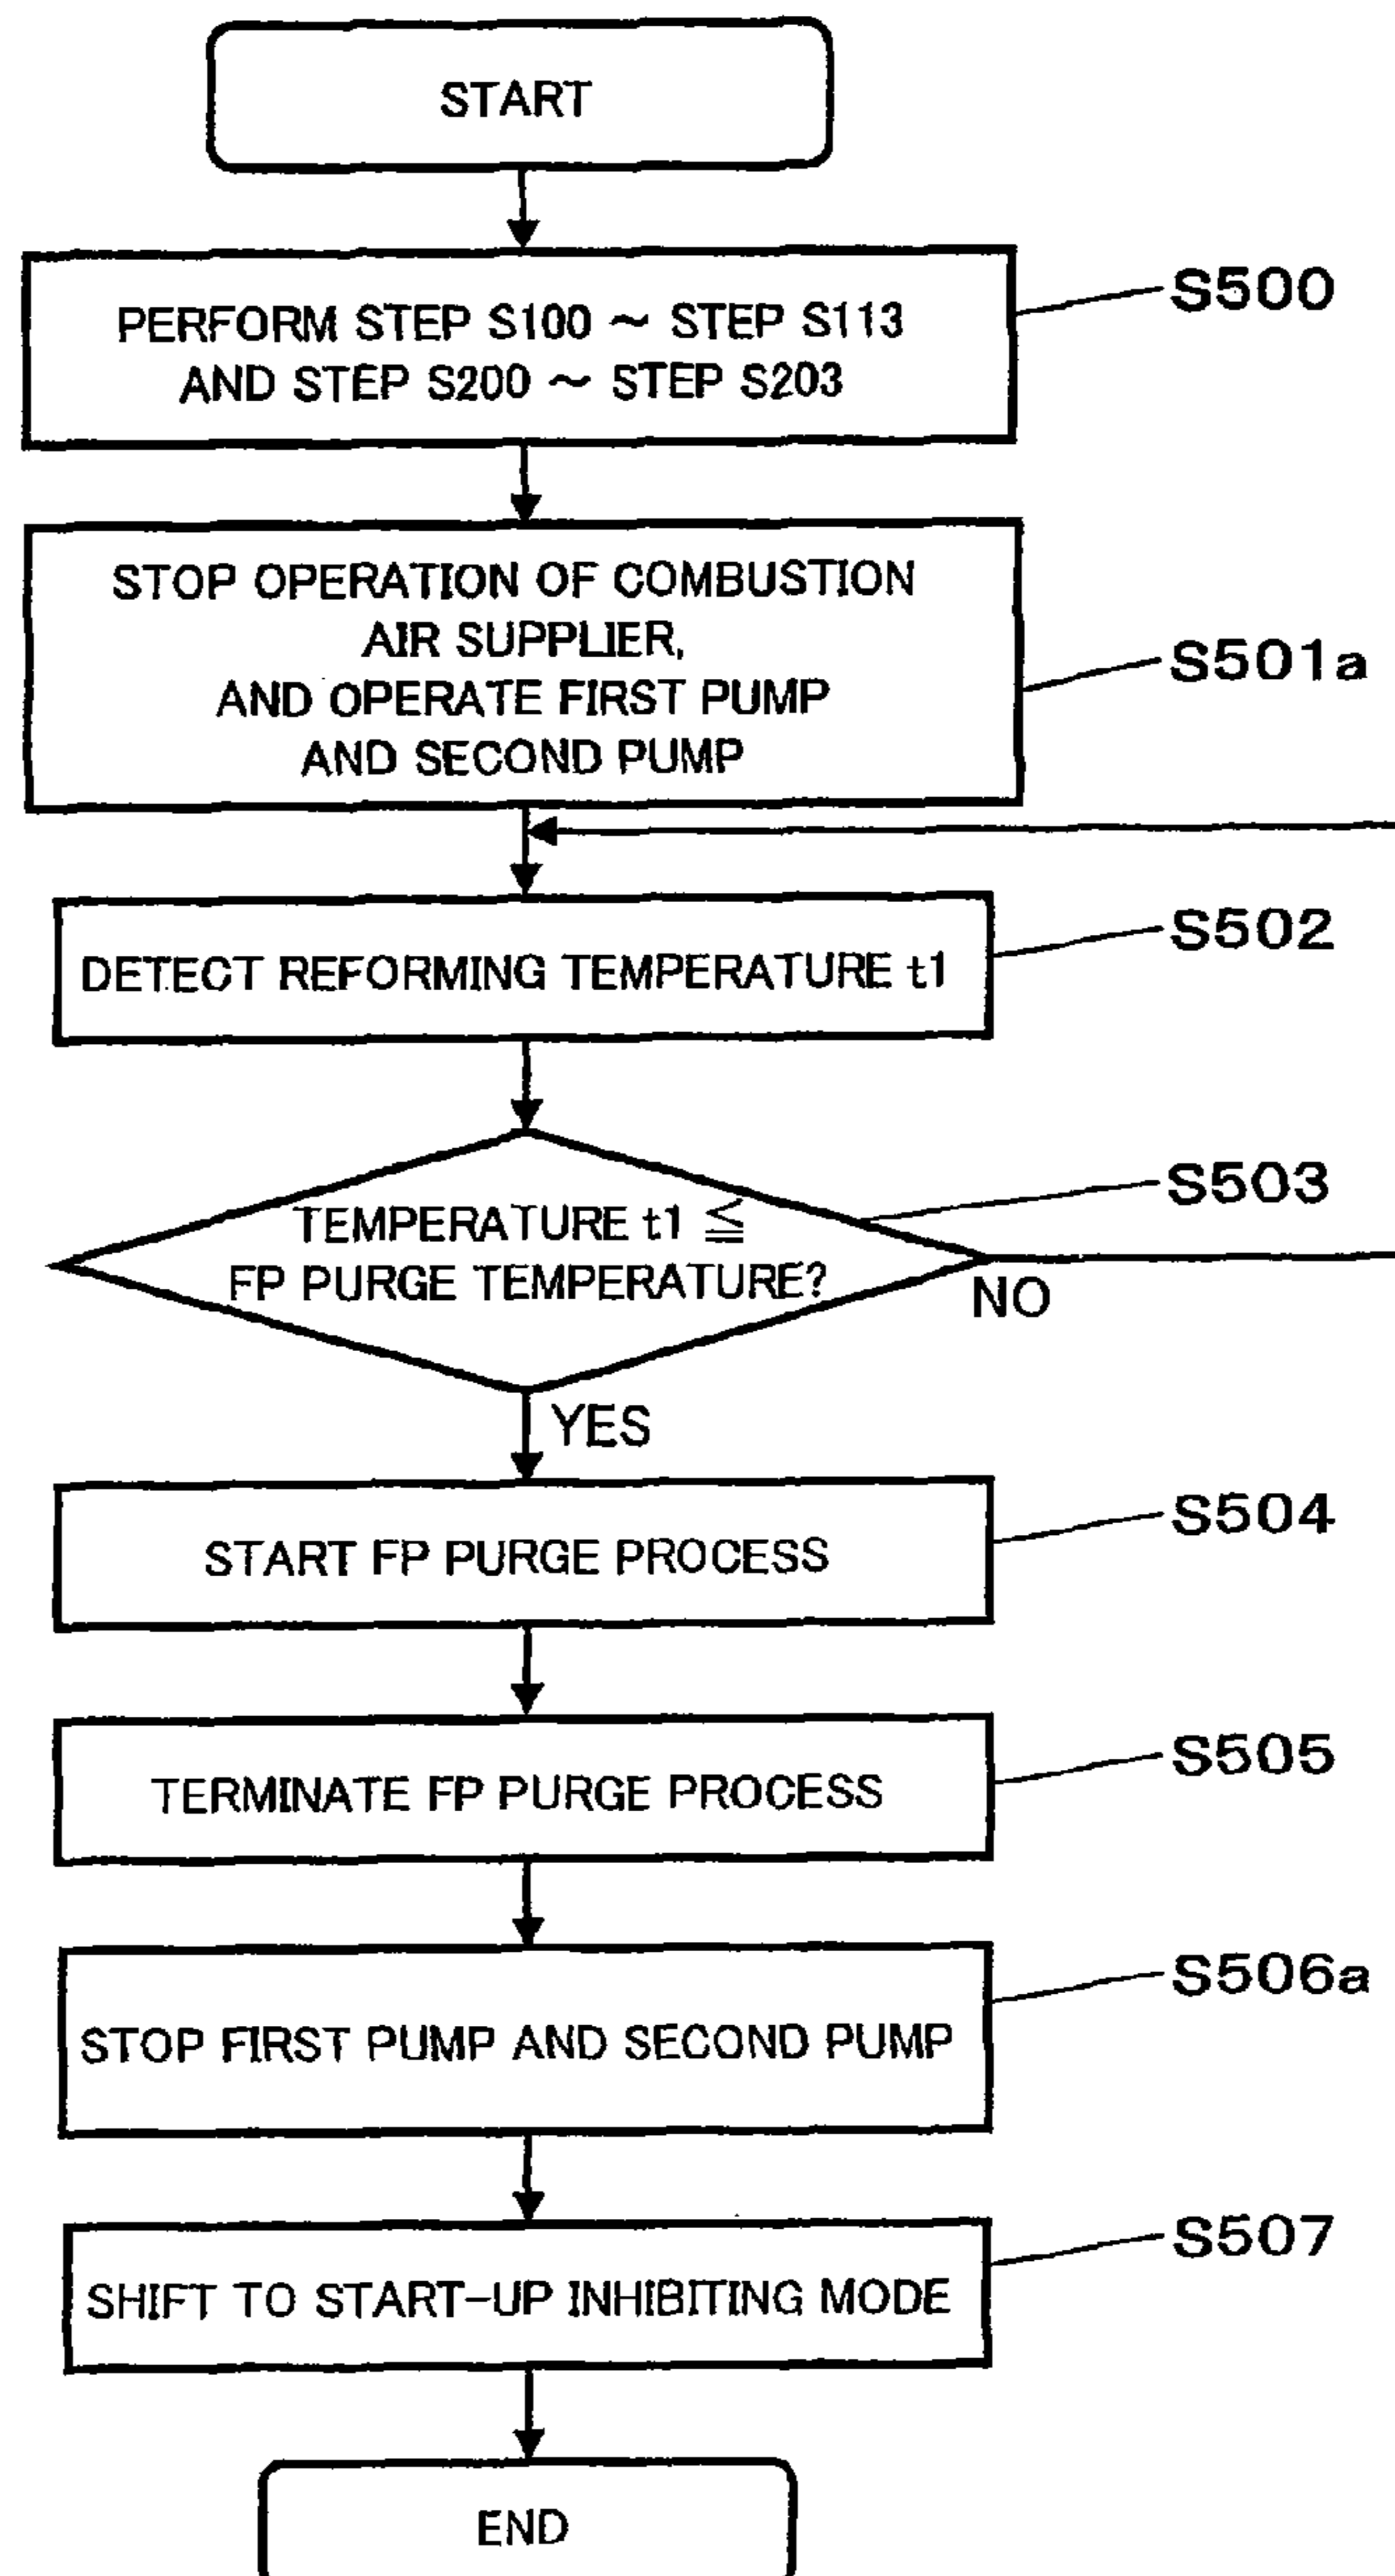 START
PERFORM STEP S100 ~ STEP S113
AND STEP S200 ~ STEP S203
S500
STOP OPERATION OF COMBUSTION
AIR SUPPLIER,
AND OPERATE FIRST PUMP
AND SECOND PUMP
S501a
DETECT REFORMING TEMPERATURE t1
S502
TEMPERATURE t1 ≦
FP PURGE TEMPERATURE?
S503
NO
YES
START FP PURGE PROCESS
S504
TERMINATE FP PURGE PROCESS
S505
STOP FIRST PUMP AND SECOND PUMP
S506a
SHIFT TO START-UP INHIBITING MODE
S507
END